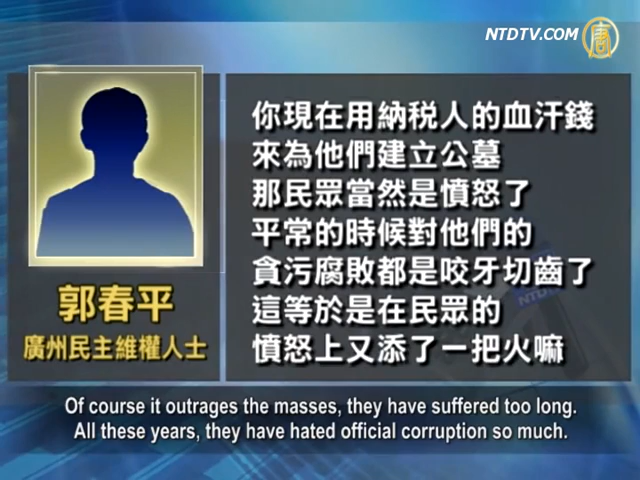 NTDTV.COM
唐
你現在用納税人的血汗錢
來為他們建立公墓
那民眾當然是憤怒了
平常的時候對他們的
貪污腐敗都是咬牙切齒了
這等於是在民眾的
憤怒上又添了一把火嘛
郭春平
廣州民主維權人士
Of course it outrages the masses, they have suffered too long.
All these years, they have hated official corruption so much.